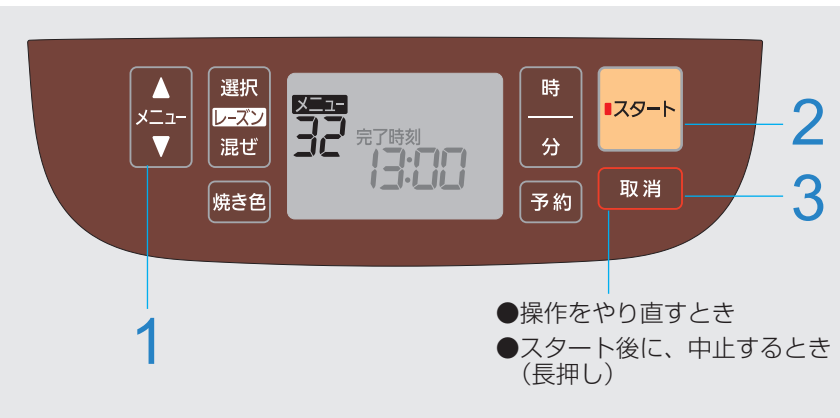 ▲
メニュー
▼
選択
レーズン
混ぜ
焼き色
メニュー
32
完了時刻
13:00
時
分
予約
スタート
取消
1
2
3
●操作をやり直すとき
●スタート後に、中止するとき
（長押し）